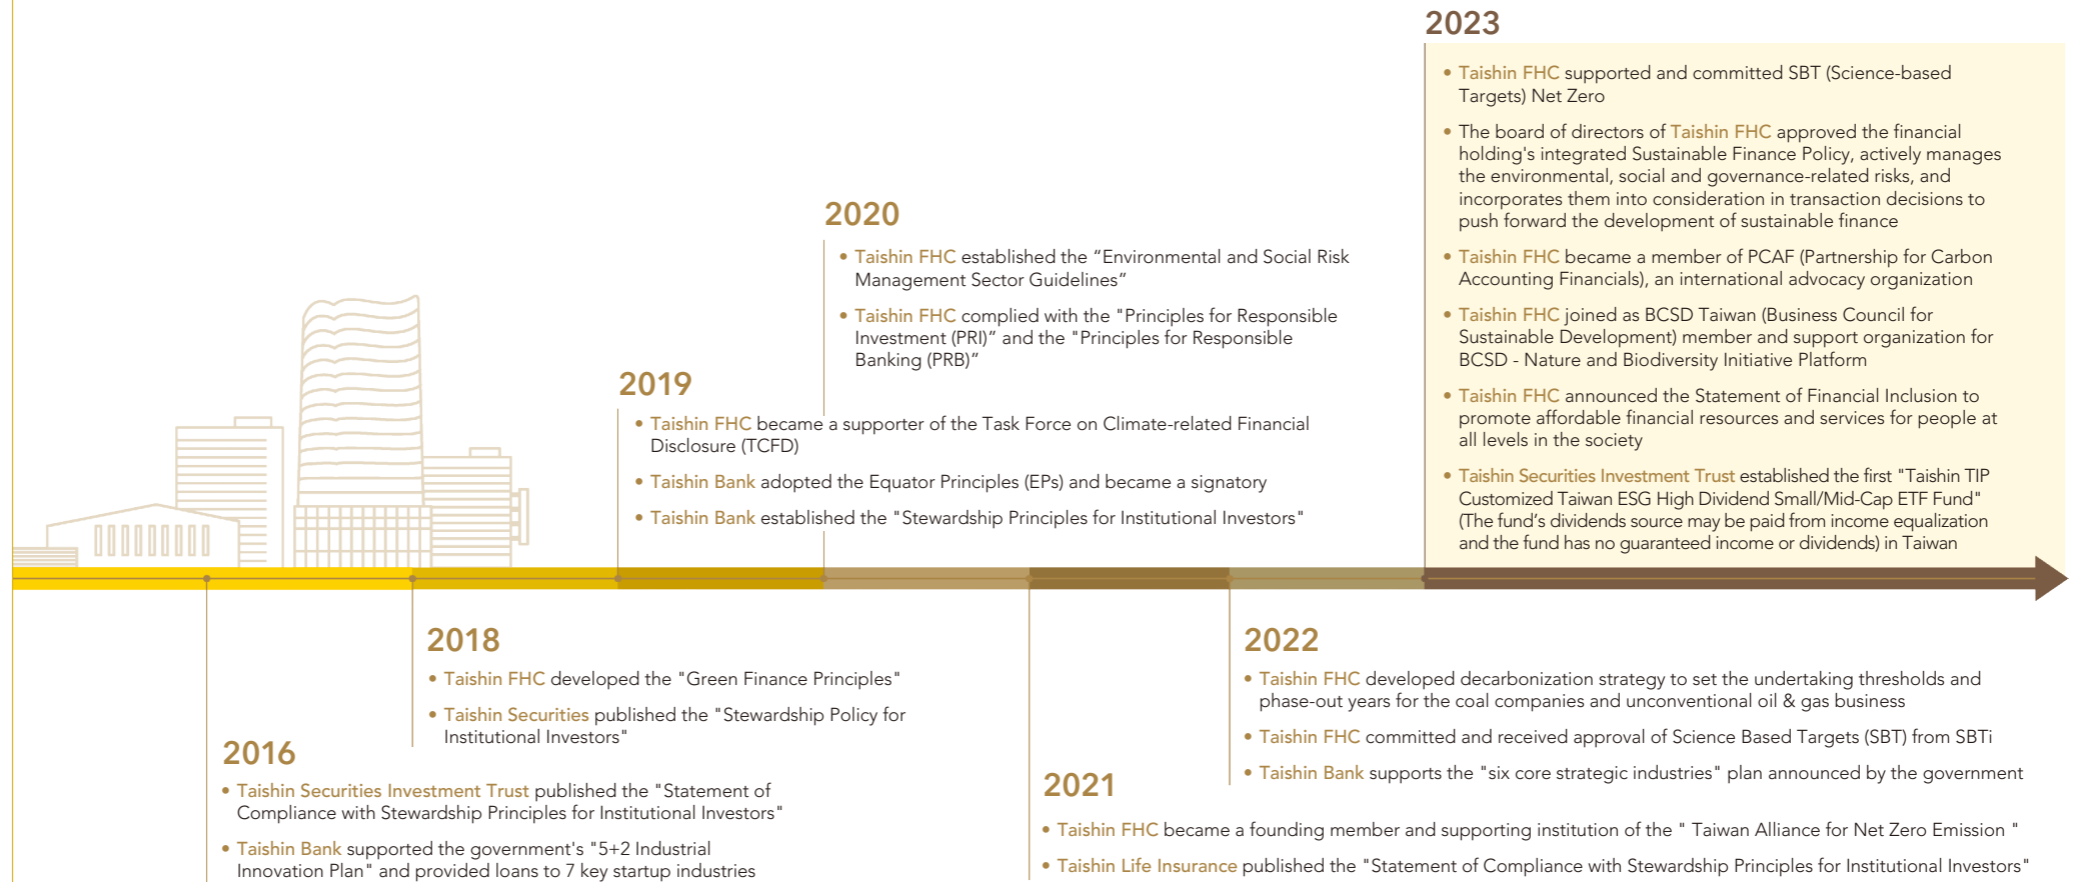 2023
• Taishin FHC supported and committed SBT (Science-based
Targets) Net Zero
• The board of directors of Taishin FHC approved the financial
holding's integrated Sustainable Finance Policy, actively manages
the environmental, social and governance-related risks, and
incorporates them into consideration in transaction decisions to
push forward the development of sustainable finance
• Taishin FHC became a member of PCAF (Partnership for Carbon
Accounting Financials), an international advocacy organization
• Taishin FHC joined as BCSD Taiwan (Business Council for
Sustainable Development) member and support organization for
BCSD - Nature and Biodiversity Initiative Platform
• Taishin FHC announced the Statement of Financial Inclusion to
promote affordable financial resources and services for people at
all levels in the society
• Taishin Securities Investment Trust established the first "Taishin TIP
Customized Taiwan ESG High Dividend Small/Mid-Cap ETF Fund"
(The fund's dividends source may be paid from income equalization
and the fund has no guaranteed income or dividends) in Taiwan
2020
• Taishin FHC established the “Environmental and Social Risk
Management Sector Guidelines”
• Taishin FHC complied with the "Principles for Responsible
Investment (PRI)” and the "Principles for Responsible
Banking (PRB)”
2019
• Taishin FHC became a supporter of the Task Force on Climate-related Financial
Disclosure (TCFD)
• Taishin Bank adopted the Equator Principles (EPs) and became a signatory
• Taishin Bank established the "Stewardship Principles for Institutional Investors"
2018
• Taishin FHC developed the "Green Finance Principles"
• Taishin Securities published the "Stewardship Policy for
Institutional Investors"
2016
• Taishin Securities Investment Trust published the "Statement of
Compliance with Stewardship Principles for Institutional Investors"
• Taishin Bank supported the government's "5+2 Industrial
Innovation Plan" and provided loans to 7 key startup industries
2022
• Taishin FHC developed decarbonization strategy to set the undertaking thresholds and
phase-out years for the coal companies and unconventional oil & gas business
• Taishin FHC committed and received approval of Science Based Targets (SBT) from SBTi
• Taishin Bank supports the "six core strategic industries" plan announced by the government
2021
• Taishin FHC became a founding member and supporting institution of the " Taiwan Alliance for Net Zero Emission "
• Taishin Life Insurance published the "Statement of Compliance with Stewardship Principles for Institutional Investors"